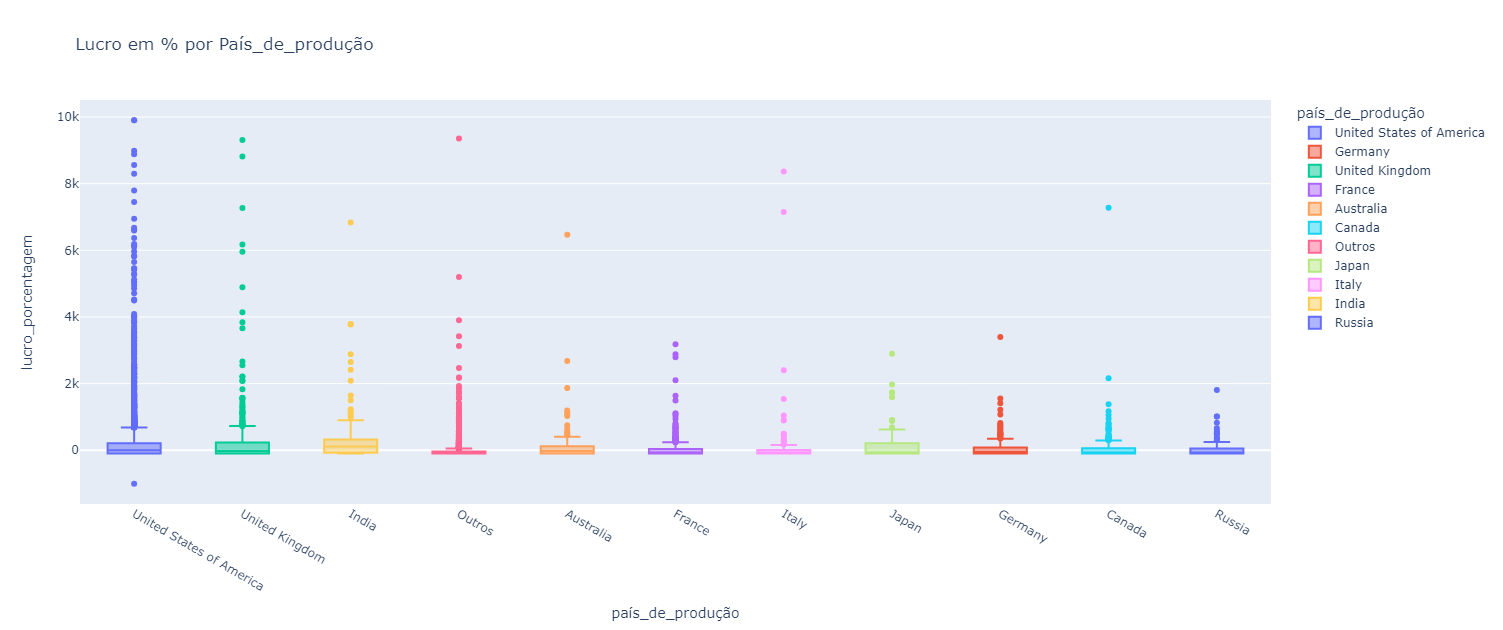 Lucro em % por País_de_produção
lucro_porcentagem
10k
8k
6k
4k
2k
0
United States of America
United Kingdom
India
Outros
Australia
France
Italy
Japan
Germany
Canada
Russia
país_de_produção
país_de_produção
United States of America
Germany
United Kingdom
France
Australia
Canada
Outros
Japan
Italy
India
Russia